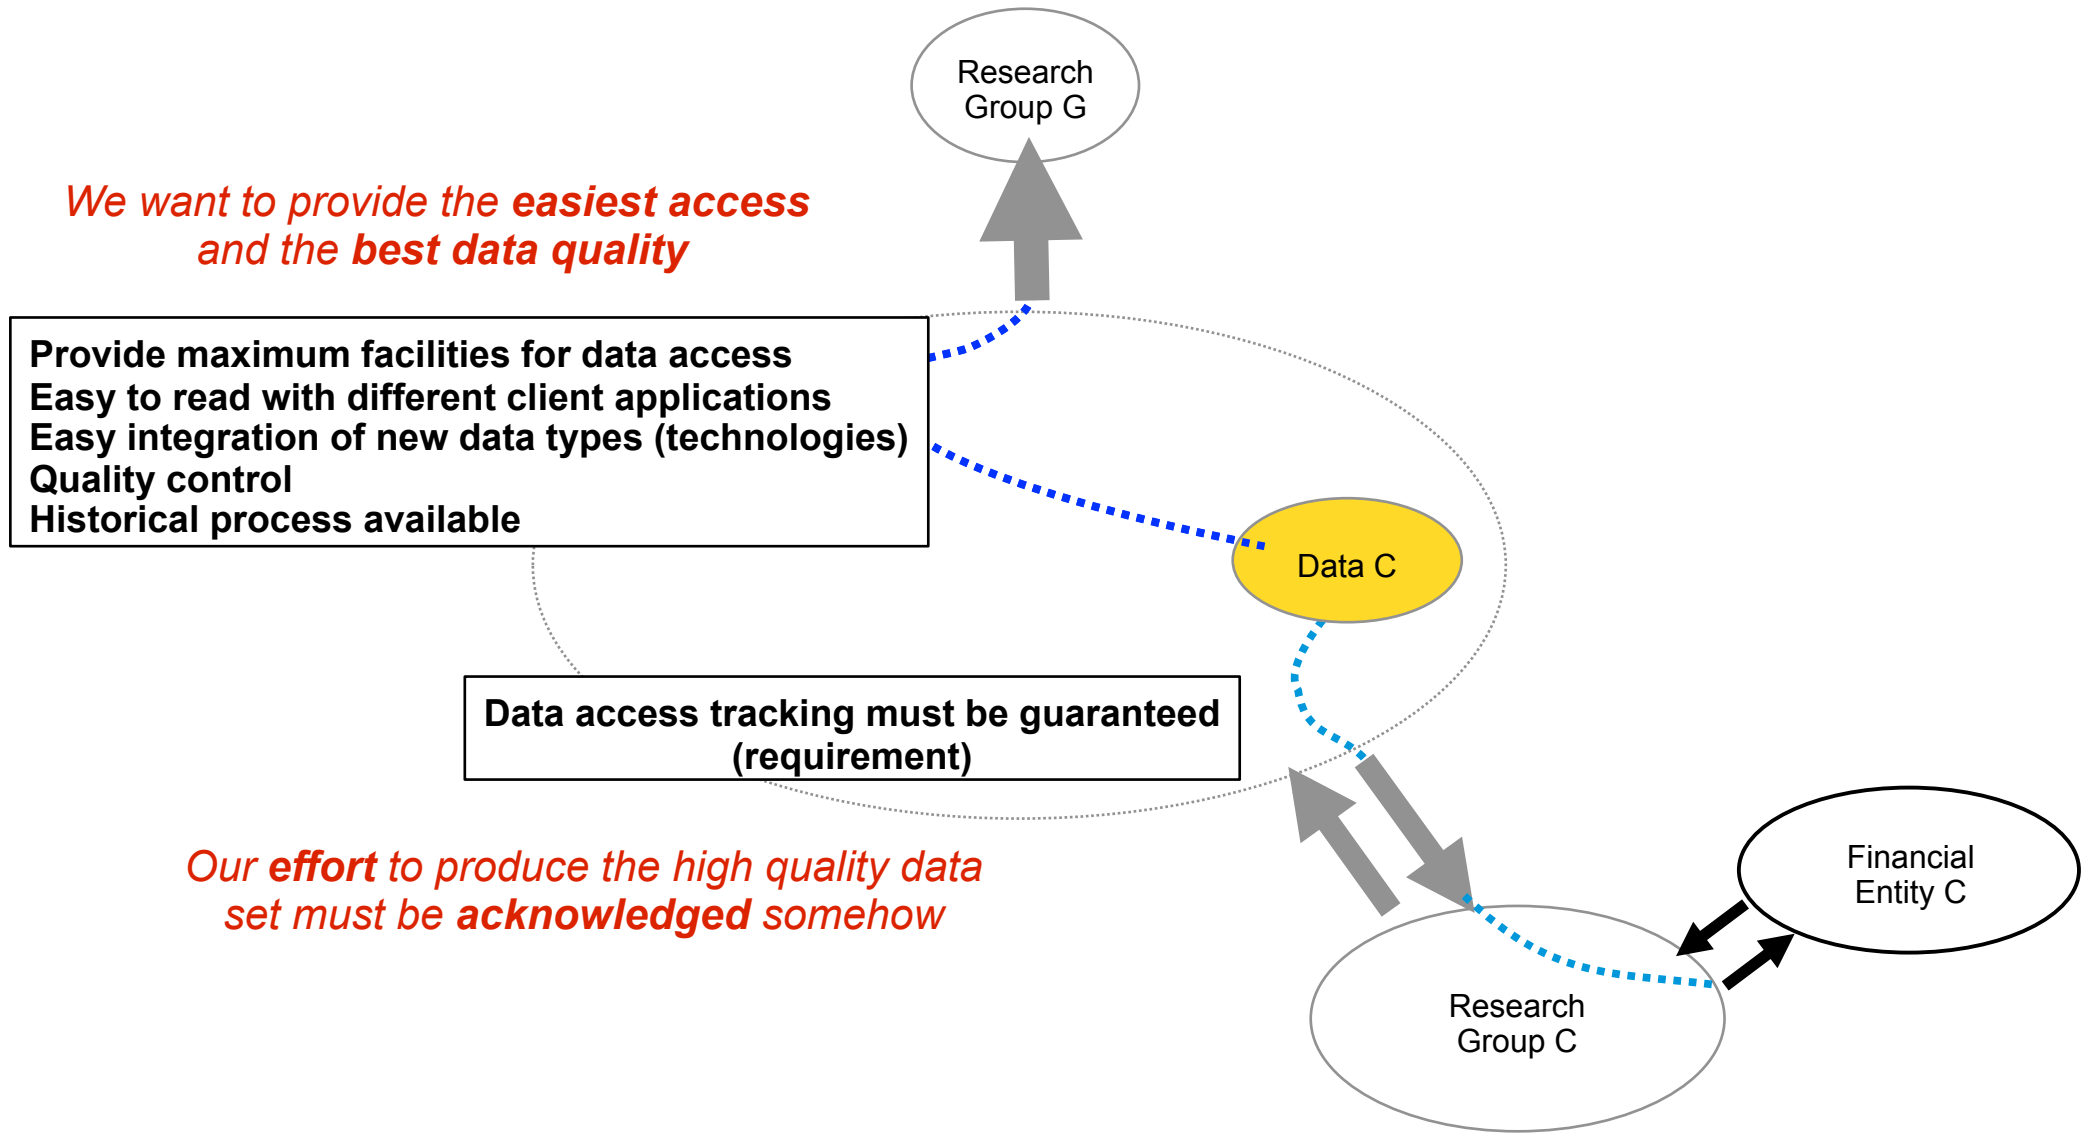 Research
Group G
We want to provide the easiest access
and the best data quality
Provide maximum facilities for data access
Easy to read with different client applications
Easy integration of new data types (technologies)
Quality control
Historical process available
Data C
Data access tracking must be guaranteed
(requirement)
Our effort to produce the high quality data
set must be acknowledged somehow
Financial
Entity C
Research
Group C